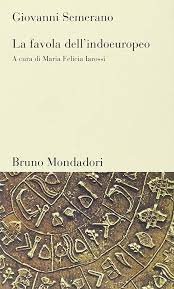 Giovanni Semerano
La favola dell'indoeuropeo
A cura di Maria Felicia Iarossi
Bruno Mondadori